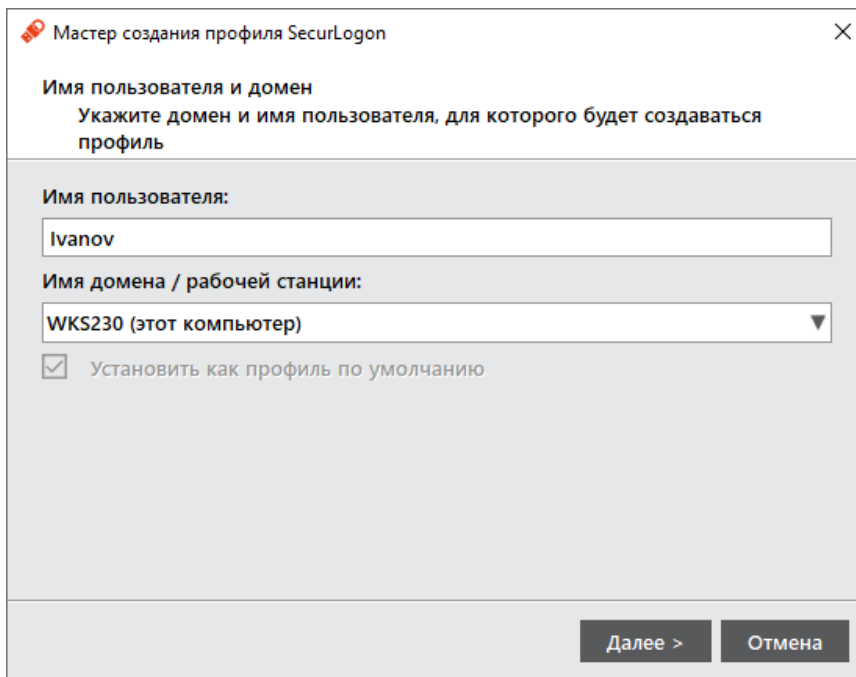 Мастер создания профиля SecurLogon
Имя пользователя и домен
Укажите домен и имя пользователя, для которого будет создаваться
профиль
Имя пользователя:
Ivanov
Имя домена / рабочей станции:
WKS230 (этот компьютер)
Установить как профиль по умолчанию
Далее >
Отмена